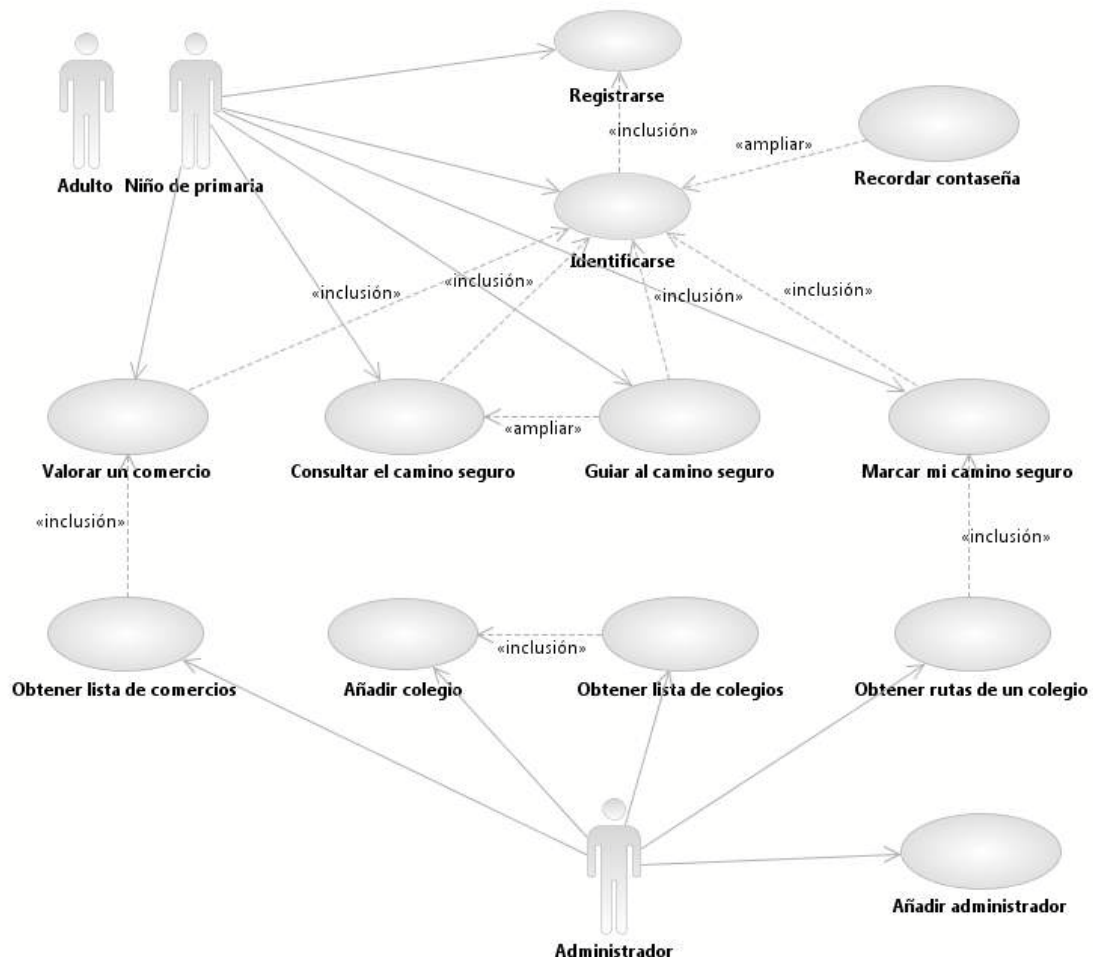 Registrarse
«inclusión»
«ampliar»
Adulto
Niño de primaria
Recordar contaseña
Identificarse
«inclusión»
«inclusión»
«inclusión»
«inclusión»
«ampliar»
Valorar un comercio
Consultar el camino seguro
Guiar al camino seguro
Marcar mi camino seguro
«inclusión»
«inclusión»
«inclusión»
Obtener lista de comercios
Añadir colegio
Obtener lista de colegios
Obtener rutas de un colegio
Añadir administrador
Administrador